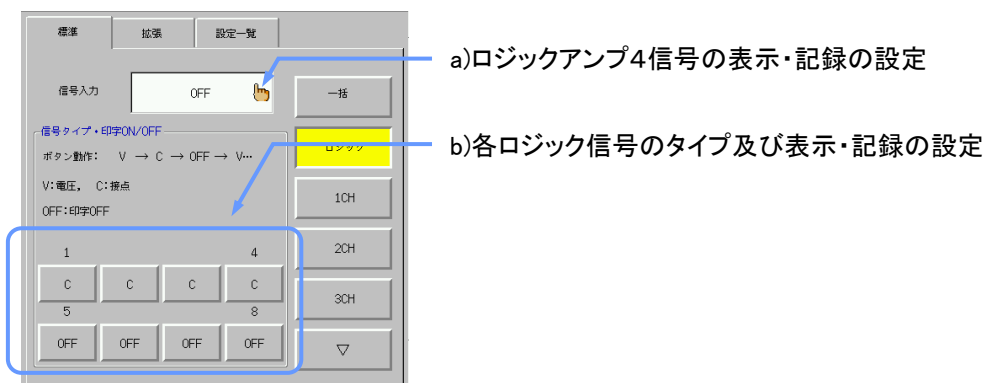 標準 拡張 設定一覧
a)ロジックアンプ4信号の表示・記録の設定
信号入力 OFF 一括
信号タイプ・印字ON/OFF
ロジック
b)各ロジック信号のタイプ及び表示・記録の設定
ボタン動作: V → C → OFF → V…
V:電圧, C:接点
1CH
OFF:印字OFF
1 4 2CH
C C C C
3CH
5 8
OFF OFF OFF OFF ▽